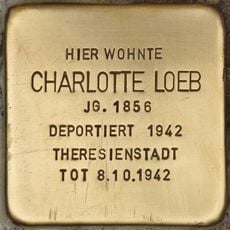 HIER WOHNTE
CHARLOTTE LOEB
JG. 1856
DEPORTIERT 1942
THERESIENSTADT
TOT 8.10.1942